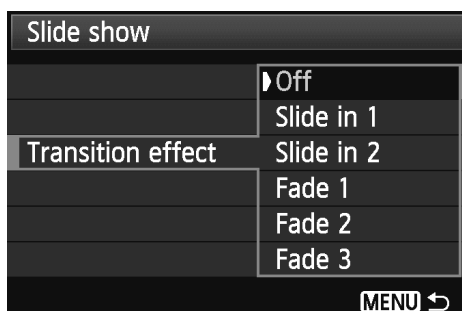 Slide show
Off
Slide in 1
Transition effect
Slide in 2
Fade 1
Fade 2
Fade 3
MENU